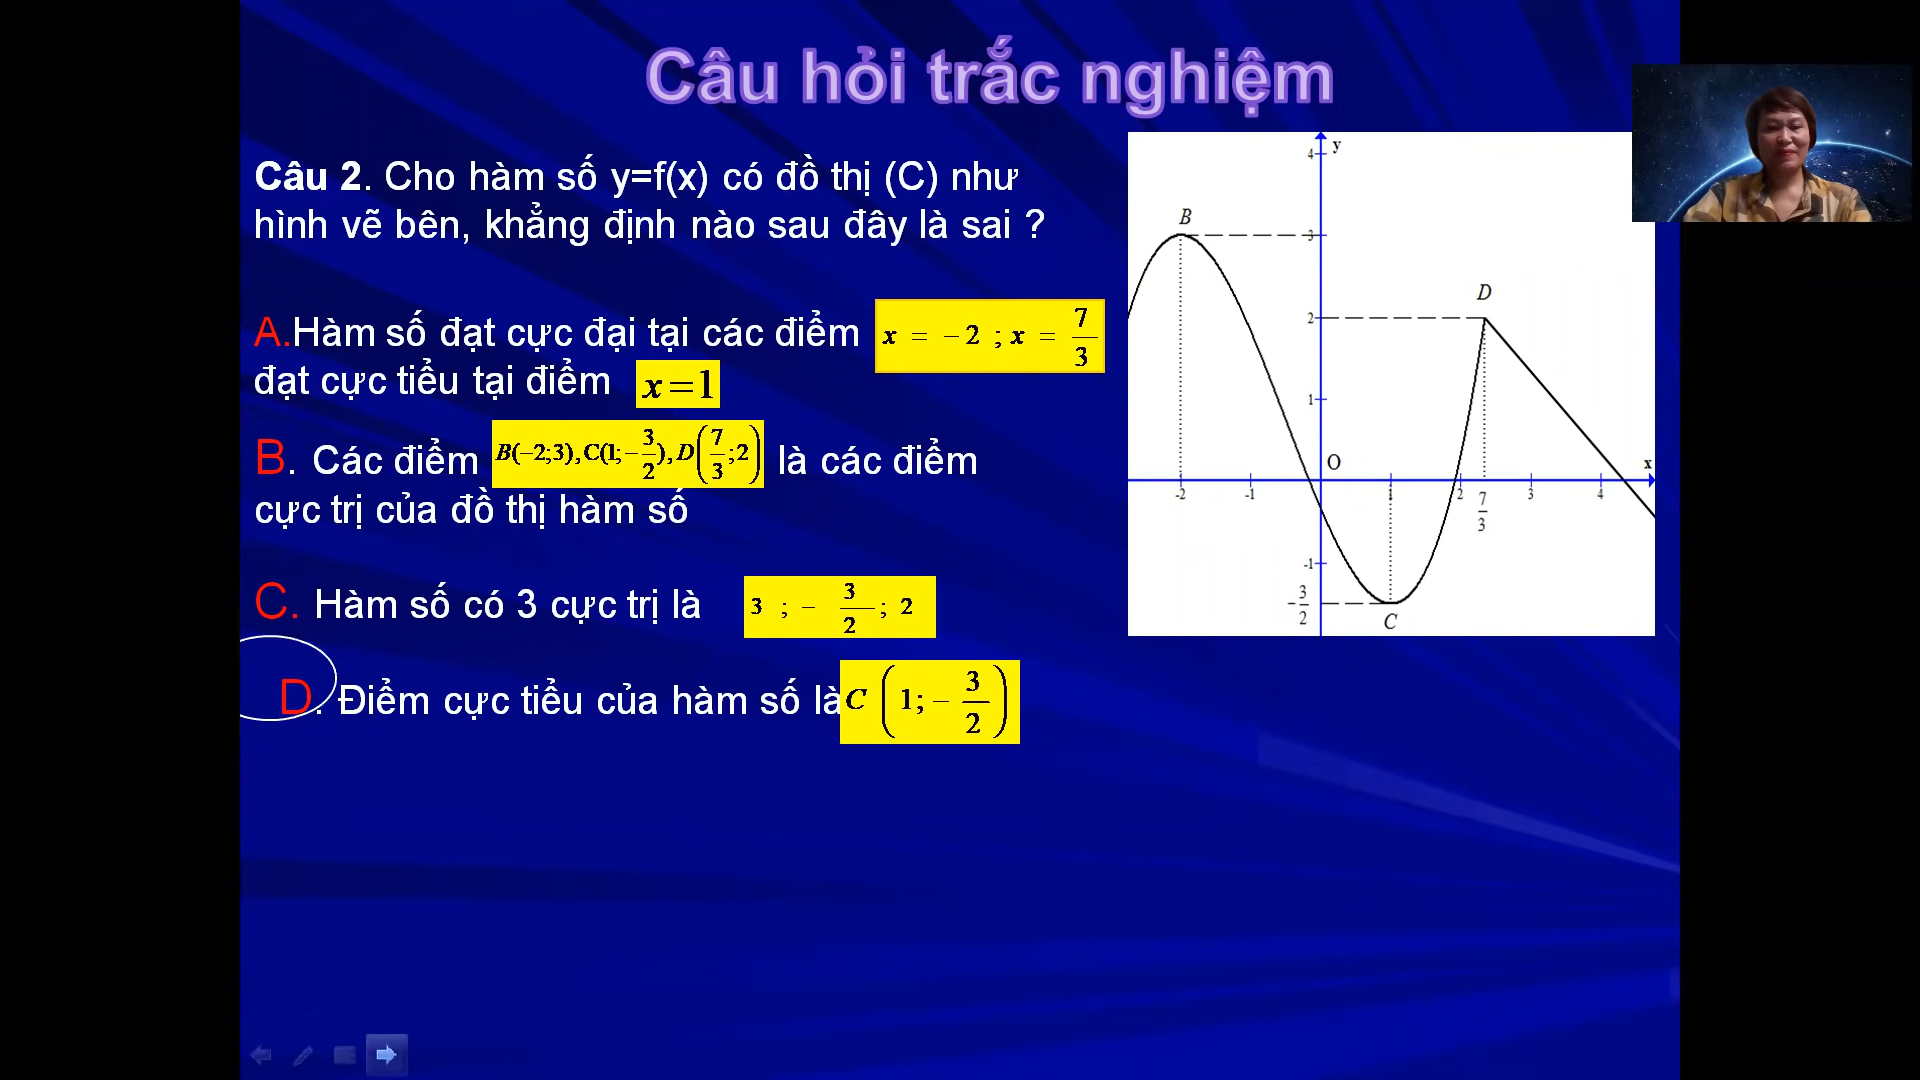 Câu hỏi trắc nghiệm
Câu 2. Cho hàm số y=f(x) có đồ thị (C) như
hình vẽ bên, khẳng định nào sau đây là sai ?
A.Hàm số đạt cực đại tại các điểm x = −2 ; x = 7/3
đạt cực tiểu tại điểm x=1
B. Các điểm B(−2;3), C(1;−3/2), D(7/3;2) là các điểm
cực trị của đồ thị hàm số
C. Hàm số có 3 cực trị là 3 ; − 3/2 ; 2
D. Điểm cực tiểu của hàm số là C (1;− 3/2)
y
4
B
3
D
2
1
O
x
-2 -1 1 2 7/3 3 4
-1
−3/2
C